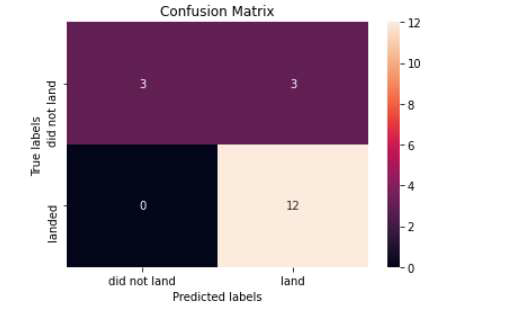 Confusion Matrix
did not land
landed
True labels
3
3
0
12
did not land
land
Predicted labels
12
10
8
6
4
2
0